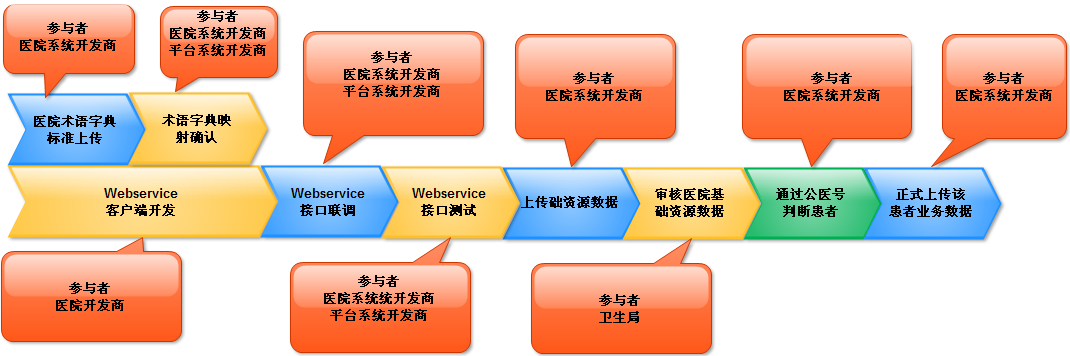 参与者
医院系统开发商
参与者
医院系统开发商
平台系统开发商
参与者
医院系统开发商
平台系统开发商
参与者
医院系统开发商
参与者
医院系统开发商
参与者
医院系统开发商
医院术语字典
标准上传
术语字典映
射确认
Webservice
客户端开发
Webservice
接口联调
Webservice
接口测试
上传础资源数据
审核医院基
础资源数据
通过公医号
判断患者
正式上传该
患者业务数据
参与者
医院开发商
参与者
医院系统统开发商
平台系统开发商
参与者
卫生局